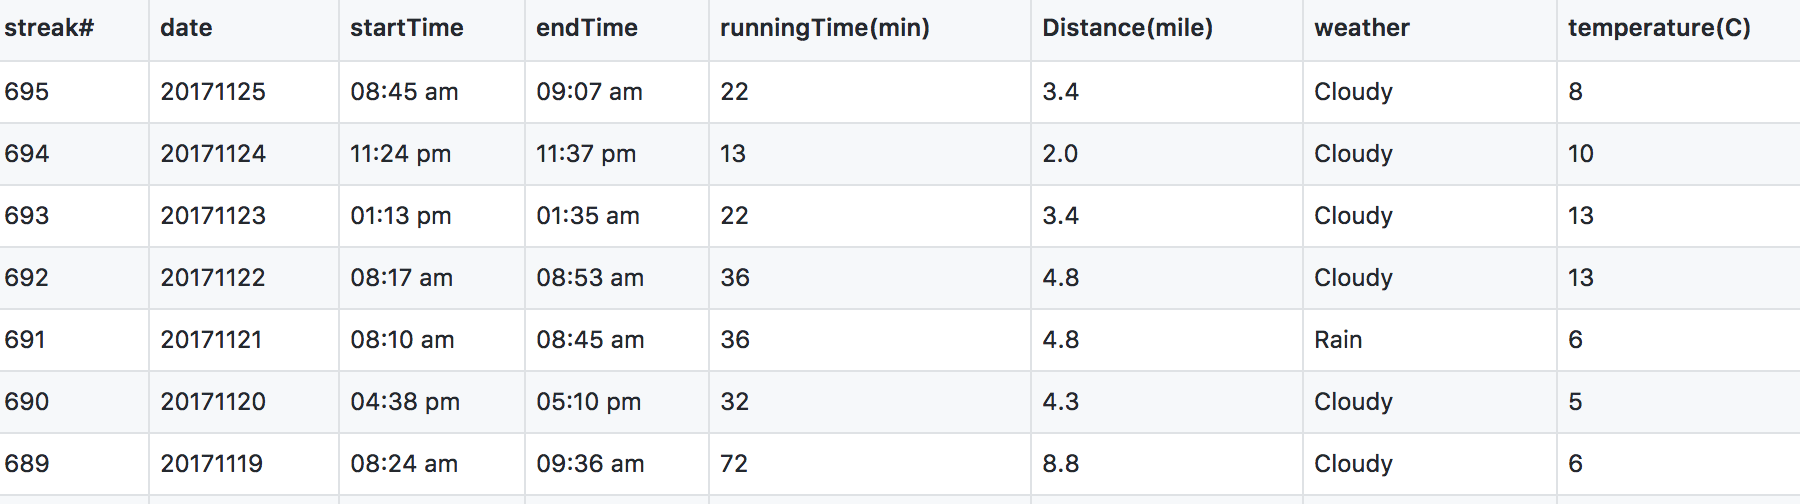 streak# date startTime endTime runningTime(min) Distance(mile) weather temperature(C)
695 20171125 08:45 am 09:07 am 22 3.4 Cloudy 8
694 20171124 11:24 pm 11:37 pm 13 2.0 Cloudy 10
693 20171123 01:13 pm 01:35 am 22 3.4 Cloudy 13
692 20171122 08:17 am 08:53 am 36 4.8 Cloudy 13
691 20171121 08:10 am 08:45 am 36 4.8 Rain 6
690 20171120 04:38 pm 05:10 pm 32 4.3 Cloudy 5
689 20171119 08:24 am 09:36 am 72 8.8 Cloudy 6